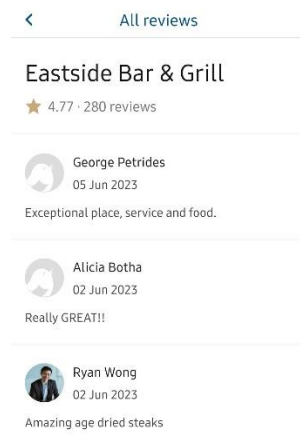 All reviews
Eastside Bar & Grill
4.77 · 280 reviews
George Petrides
05 Jun 2023
Exceptional place, service and food.
Alicia Botha
02 Jun 2023
Really GREAT!!
Ryan Wong
02 Jun 2023
Amazing age dried steaks